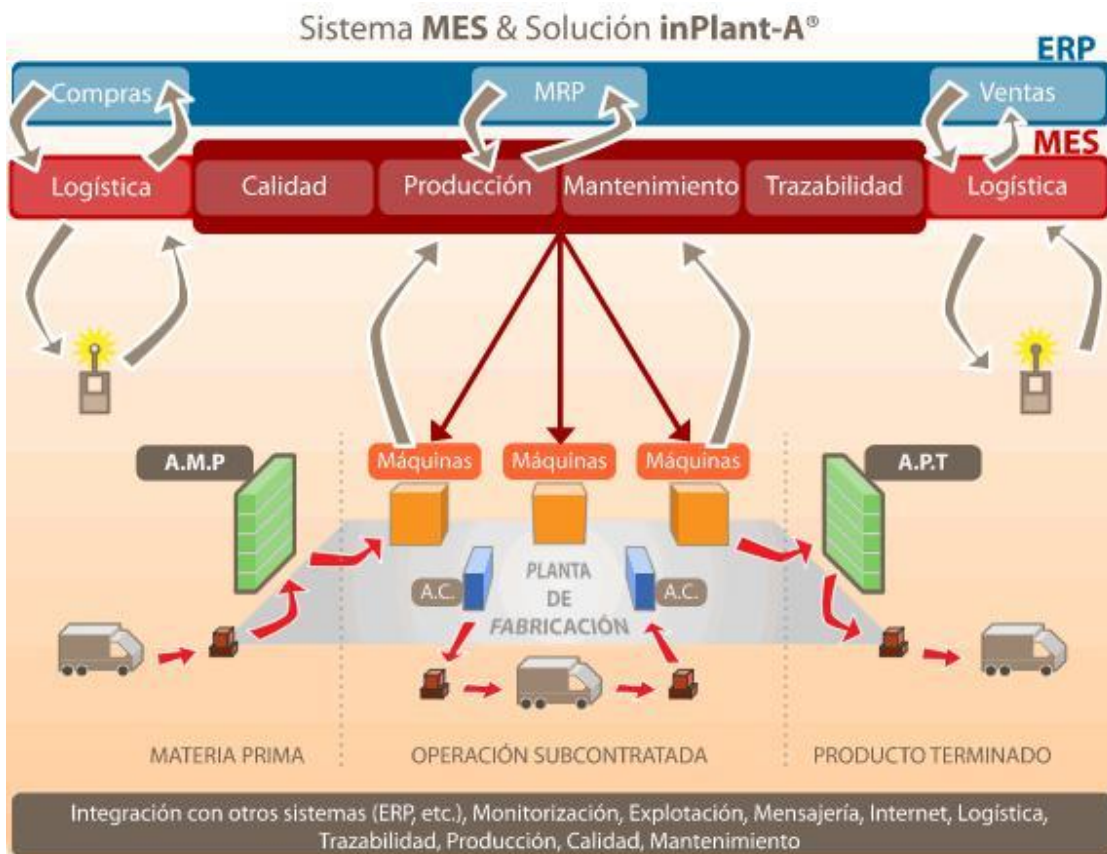 Sistema MES & Solución inPlant-A®
ERP
Compras
MRP
Ventas
MES
Logística
Calidad
Producción
Mantenimiento
Trazabilidad
Logística
A.M.P
Máquinas
Máquinas
Máquinas
A.P.T
A.C.
PLANTA
DE
FABRICACIÓN
A.C.
MATERIA PRIMA
OPERACIÓN SUBCONTRATADA
PRODUCTO TERMINADO
Integración con otros sistemas (ERP, etc.), Monitorización, Explotación, Mensajería, Internet, Logística,
Trazabilidad, Producción, Calidad, Mantenimiento